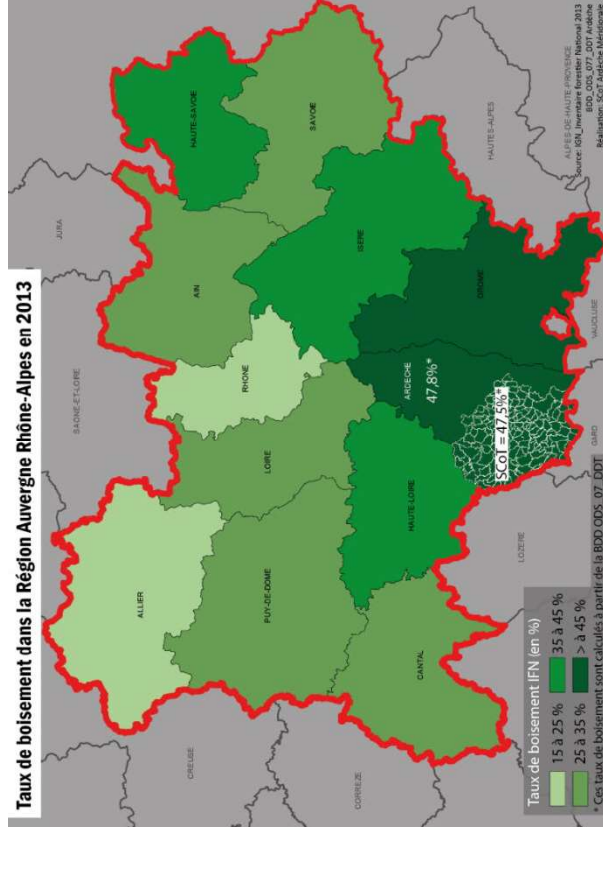 Taux de boisement dans la Région Auvergne Rhône-Alpes en 2013
JURA
SAONE-ET-LOIRE
ALLIER
CREUSE
AIN
HAUTE-SAVOIE
RHONE
LOIRE
PUY-DE-DOME
SAVOIE
CORREZE
ISERE
HAUTE-LOIRE
CANTAL
ARDECHE
47,8%*
DROME
HAUTES-ALPES
SCoT = 47,5%*
LOZERE
GARD
VAUCLUSE
ALPES-DE-HAUTE-PROVENCE
Taux de boisement IFN (en %)
15 à 25 %
35 à 45 %
25 à 35 %
> à 45 %
* Ces taux de boisement sont calculés à partir de la BDD ODS_07_DDT
Source: IGN_Inventaire forestier National 2013
BDD_ODS_077_DDT Ardèche
Réalisation: SCoT Ardèche Méridionale